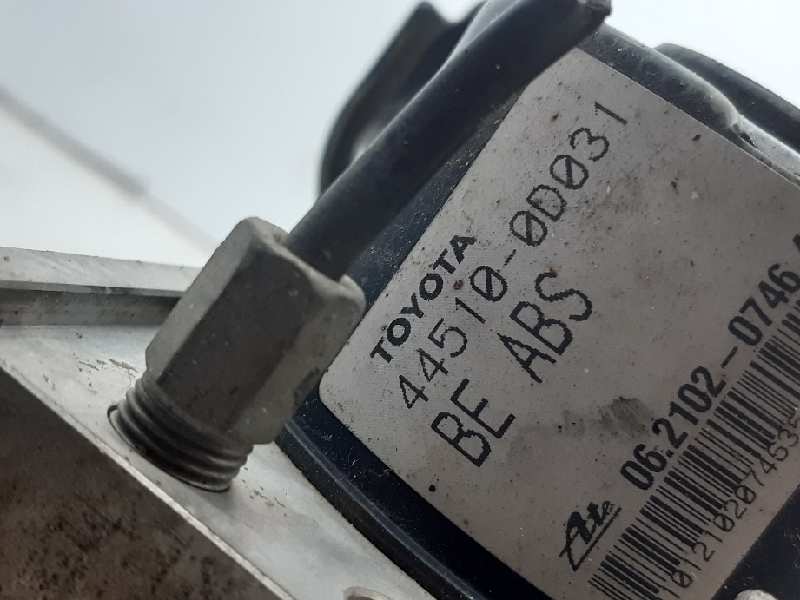 TOYOTA
44510-0D031
BE ABS
06.2102-0746
Ate